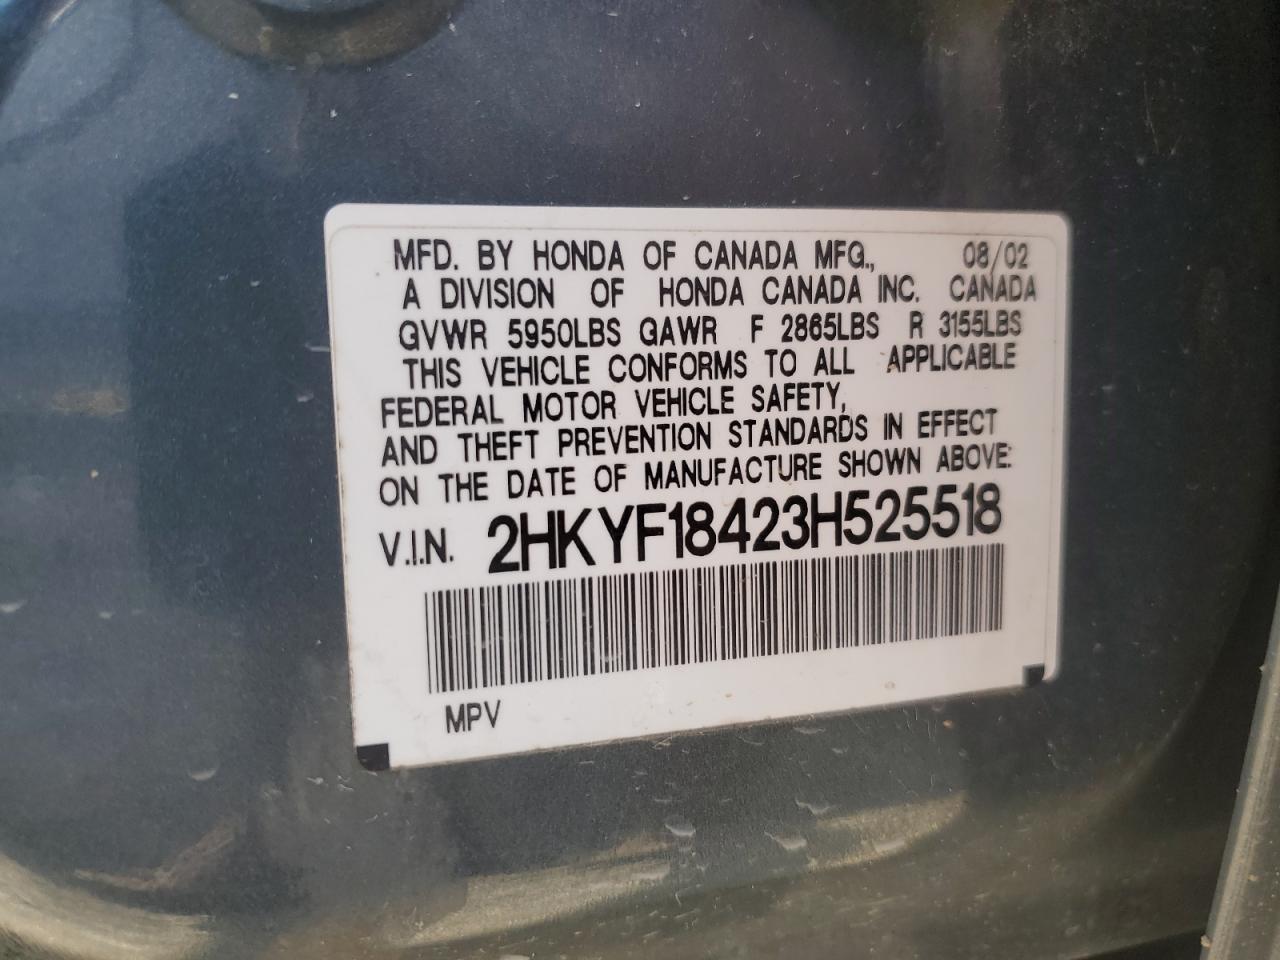 MFD. BY HONDA OF CANADA MFG., 08/02
A DIVISION OF HONDA CANADA INC. CANADA
GVWR 5950LBS GAWR F 2865LBS R 3155LBS
THIS VEHICLE CONFORMS TO ALL APPLICABLE
FEDERAL MOTOR VEHICLE SAFETY,
AND THEFT PREVENTION STANDARDS IN EFFECT
ON THE DATE OF MANUFACTURE SHOWN ABOVE.
V.I.N. 2HKYF18423H525518
MPV